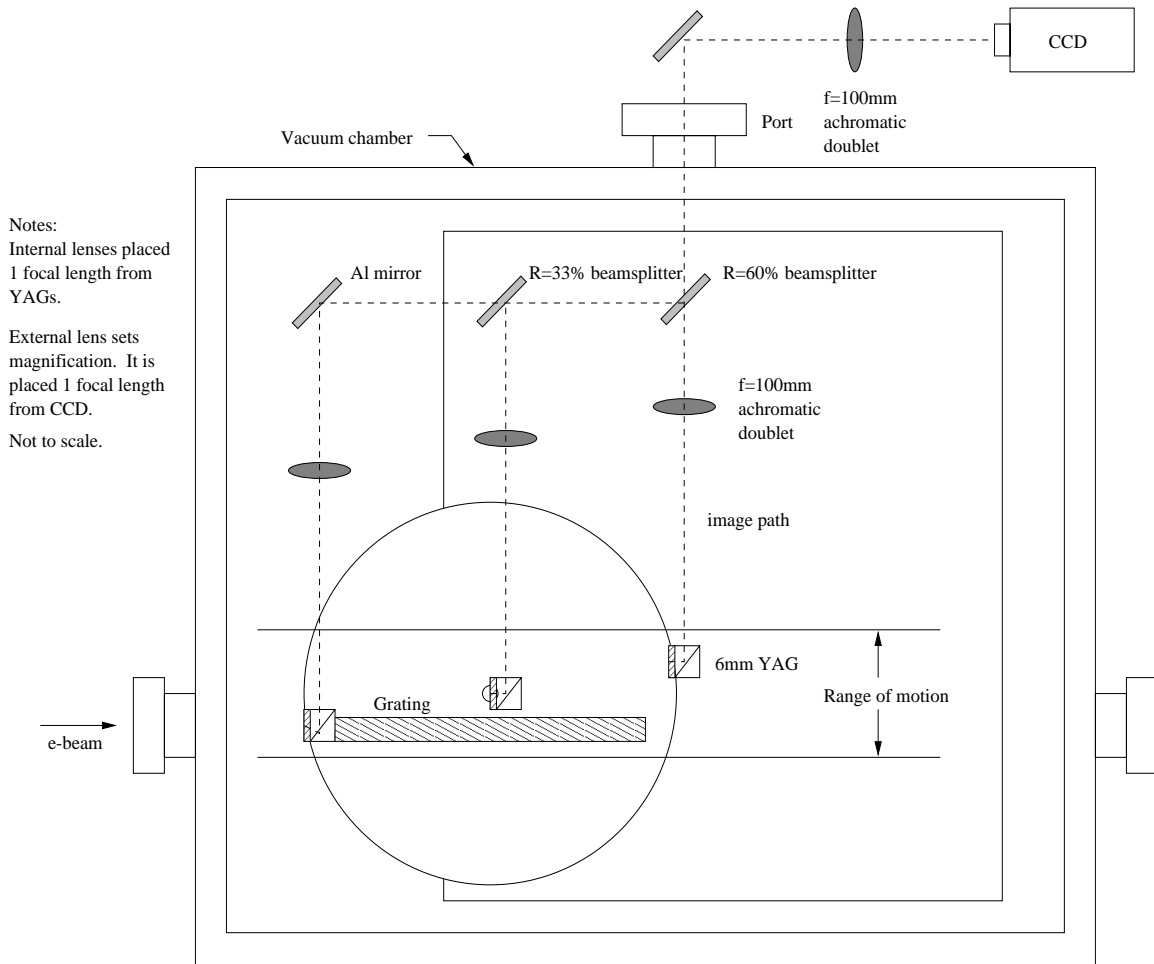 CCD
f=100mm
achromatic
doublet
Port
Vacuum chamber
Notes:
Internal lenses placed
1 focal length from
YAGs.
External lens sets
magnification. It is
placed 1 focal length
from CCD.
Not to scale.
Al mirror
R=33% beamsplitter
R=60% beamsplitter
f=100mm
achromatic
doublet
image path
6mm YAG
Range of motion
Grating
e-beam